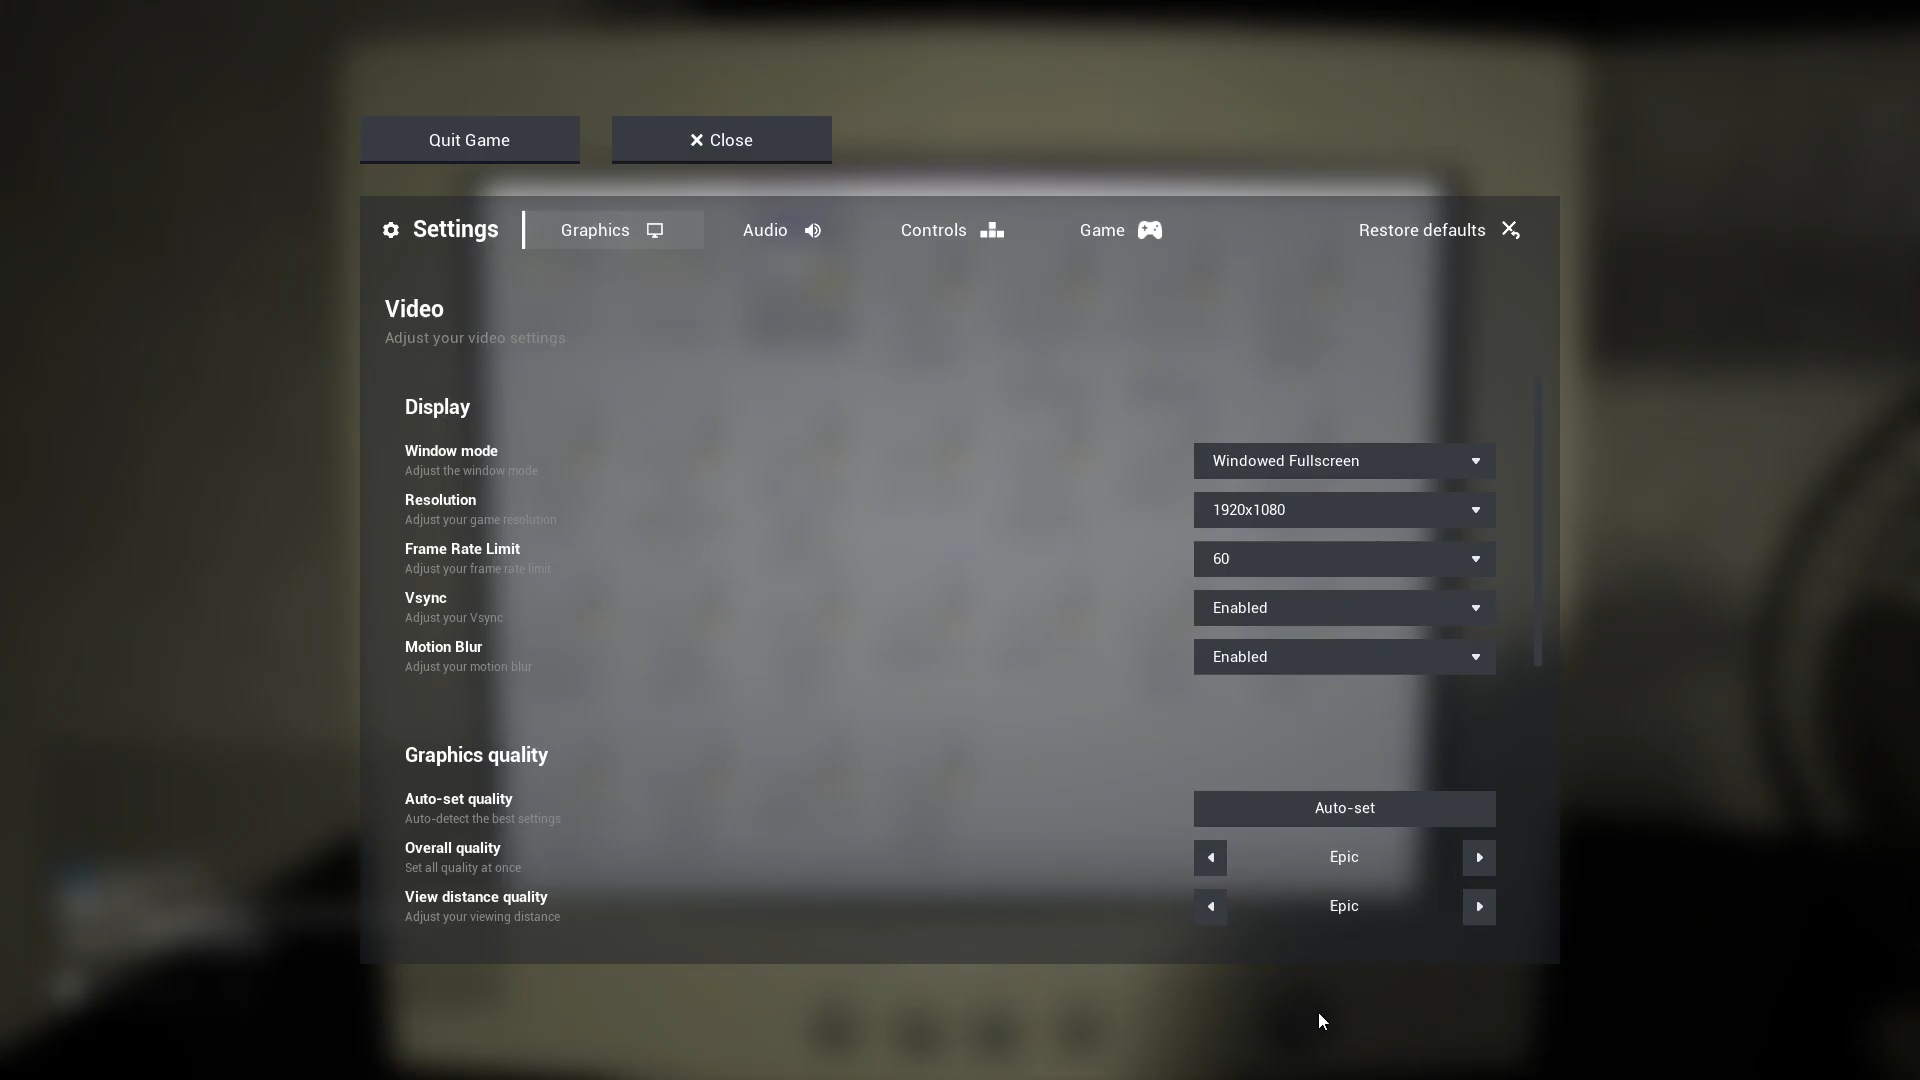 Quit Game
Close
Settings
Graphics
Audio
Controls
Game
Restore defaults
Video
Adjust your video settings
Display
Window mode
Adjust the window mode
Windowed Fullscreen
Resolution
Adjust your game resolution
1920x1080
Frame Rate Limit
Adjust your frame rate limit
60
Vsync
Adjust your Vsync
Enabled
Motion Blur
Adjust your motion blur
Enabled
Graphics quality
Auto-set quality
Auto-detect the best settings
Auto-set
Overall quality
Set all quality at once
Epic
View distance quality
Adjust your viewing distance
Epic